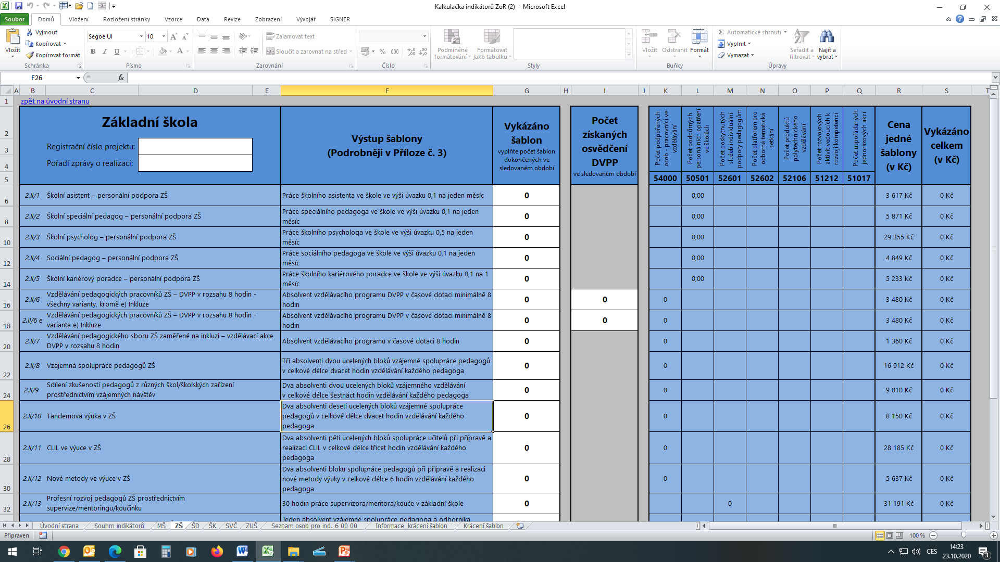 Kalkulačka indikátorů ZoR (2) - Microsoft Excel
Soubor Domů Vložení Rozložení stránky Vzorce Data Revize Zobrazení Vývojář SIGNER
Vložit
Vyjmout
Kopírovat
Kopírovat formát
Schránka
Segoe UI 10
B I U
Písmo
Zalamovat text
Sloučit a zarovnat na střed
Zarovnání
% 000
Číslo
Podmíněné formátování
Formátovat jako tabulku
Styly
Vložit Odstranit Formát
Buňky
Automatické shrnutí
Vyplnit
Vymazat
Seřadit a filtrovat
Najít a vybrat
Úpravy
F26
fx
A B C D E F G H I J K L M N O P Q R S T
1 zpět na úvodní stranu
2 3 4 5
Základní škola
Registrační číslo projektu:
Pořadí zprávy o realizaci:
Výstup šablony
(Podrobněji v Příloze č. 3)
Vykázáno
šablon
vyplňte počet šablon
dokončených ve
sledovaném období
Počet
získaných
osvědčení
DVPP
ve sledovaném období
Počet podpořených osob - pracovníci ve vzdělávání
Počet podpůrných personálních opatření ve školách
Počet poskytnutých služeb individuální podpory pedagogům
Počet platforem pro odborná tematická setkání
Počet produktů polytechnického vzdělávání
Počet rozvojových aktivit vedoucích k rozvoji kompetencí
Počet uspořádaných jednorázových akcí
54000 50501 52601 52602 52106 51212 51017
Cena
jedné
šablony
(v Kč)
Vykázáno
celkem
(v Kč)
6 2.II/1 Školní asistent – personální podpora ZŠ Práce školního asistenta ve škole ve výši úvazku 0,1 na jeden měsíc 0 0,00 3 617 Kč 0 Kč
8 2.II/2 Školní speciální pedagog – personální podpora ZŠ Práce speciálního pedagoga ve škole ve výši úvazku 0,1 na jeden měsíc 0 0,00 5 871 Kč 0 Kč
10 2.II/3 Školní psycholog – personální podpora ZŠ Práce školního psychologa ve škole ve výši úvazku 0,5 na jeden měsíc 0 0,00 29 355 Kč 0 Kč
12 2.II/4 Sociální pedagog – personální podpora ZŠ Práce sociálního pedagoga ve škole ve výši úvazku 0,1 na jeden měsíc 0 0,00 4 849 Kč 0 Kč
14 2.II/5 Školní kariérový poradce – personální podpora ZŠ Práce školního kariérového poradce ve škole ve výši úvazku 0,1 na 1 měsíc 0 0,00 5 233 Kč 0 Kč
16 2.II/6 Vzdělávání pedagogických pracovníků ZŠ – DVPP v rozsahu 8 hodin - všechny varianty, kromě e) Inkluze Absolvent vzdělávacího programu DVPP v časové dotaci minimálně 8 hodin 0 0 0 3 480 Kč 0 Kč
18 2.II/6 e Vzdělávání pedagogických pracovníků ZŠ – DVPP v rozsahu 8 hodin - varianta e) Inkluze Absolvent vzdělávacího programu DVPP v časové dotaci minimálně 8 hodin 0 0 0 3 480 Kč 0 Kč
20 2.II/7 Vzdělávání pedagogického sboru ZŠ zaměřené na inkluzi – vzdělávací akce DVPP v rozsahu 8 hodin Absolvent vzdělávacího programu v časové dotaci 8 hodin 0 0 1 360 Kč 0 Kč
22 2.II/8 Vzájemná spolupráce pedagogů ZŠ Tři absolventi dvou ucelených bloků vzájemné spolupráce pedagogů v celkové délce dvacet hodin vzdělávání každého pedagoga 0 0 16 912 Kč 0 Kč
24 2.II/9 Sdílení zkušeností pedagogů z různých škol/školských zařízení prostřednictvím vzájemných návštěv Dva absolventi dvou ucelených bloků vzájemného vzdělávání v celkové délce šestnáct hodin vzdělávání každého pedagoga 0 0 9 010 Kč 0 Kč
26 2.II/10 Tandemová výuka v ZŠ Dva absolventi deseti ucelených bloků vzájemné spolupráce pedagogů v celkové délce dvacet hodin vzdělávání každého pedagoga 0 0 8 150 Kč 0 Kč
28 2.II/11 CLIL ve výuce v ZŠ Dva absolventi pěti ucelených bloků spolupráce učitelů při přípravě a realizaci CLIL v celkové délce třicet hodin vzdělávání každého pedagoga 0 0 28 185 Kč 0 Kč
30 2.II/12 Nové metody ve výuce v ZŠ Dva absolventi bloku spolupráce pedagogů při přípravě a realizaci nové metody výuky v celkové délce 6 hodin vzdělávání každého pedagoga 0 0 5 637 Kč 0 Kč
32 2.II/13 Profesní rozvoj pedagogů ZŠ prostřednictvím supervize/mentoringu/koučinku 30 hodin práce supervizora/mentora/kouče v základní škole 0 0 31 191 Kč 0 Kč
Jeden absolvent vzájemné spolupráce pedagoga a odborníka
Úvodní strana Souhrn indikátorů MŠ ZŠ ŠD ŠK SVČ ZUŠ Seznam osob pro ind. 6 00 00 Informace_krácení šablon Krácení šablon
Připraven 100 %
CES 14:23
23.10.2020 3